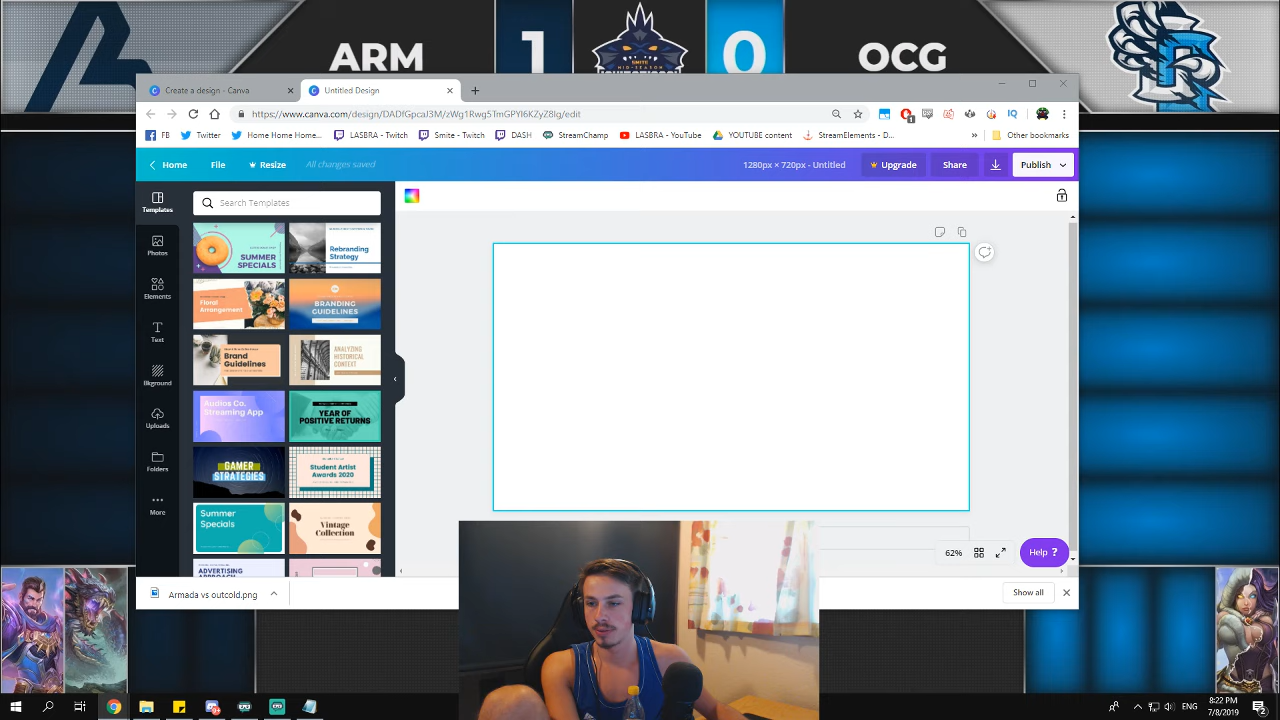 ARM 1 0 OCG
SMITE
MID-SEASON
Create a design - Canva
Untitled Design
https://www.canva.com/design/DADfGpcaJ3M/zWg1Rwg5TmGPYI6KZyZ8lg/edit
IQ
FB
Twitter
Home Home Home...
LASBRA - Twitch
Smite - Twitch
DASH
StreamChamp
LASBRA - YouTube
YOUTUBE content
StreamElements - D...
»
Other bookmarks
Home
File
Resize
All changes saved
1280px × 720px - Untitled
Upgrade
Share
Publish
Templates
Photos
Elements
Text
Bkground
Uploads
Folders
More
Search Templates
SUMMER
SPECIALS
Rebranding
Strategy
Floral
Arrangement
BRANDING
GUIDELINES
Brand
Guidelines
ANALYZING
HISTORICAL
CONTEXT
Audios Co.
Streaming App
YEAR OF
POSITIVE RETURNS
GAMER
STRATEGIES
Student Artist
Awards 2020
Summer
Specials
Vintage
Collection
ADVERTISING
62%
Help ?
Armada vs outcold.png
Show all
ENG
8:22 PM
7/8/2019
2